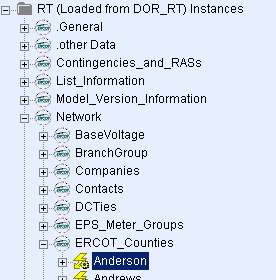 RT (Loaded from DOR_RT) Instances
.General
.other Data
Contingencies_and_RASs
List_Information
Model_Version_Information
Network
BaseVoltage
BranchGroup
Companies
Contacts
DCTies
EPS_Meter_Groups
ERCOT_Counties
Anderson
Andrews